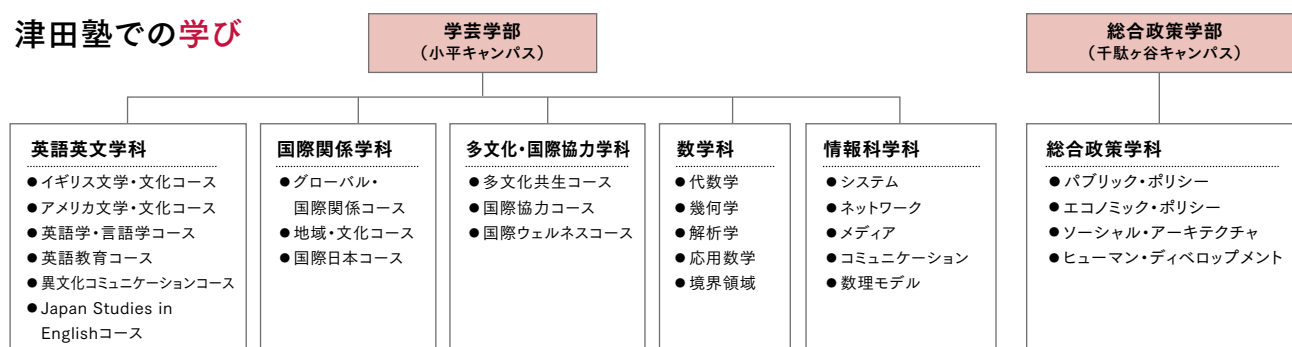 津田塾での学び
学芸学部
（小平キャンパス）
総合政策学部
（千駄ヶ谷キャンパス）
英語英文学科
●イギリス文学・文化コース
●アメリカ文学・文化コース
●英語学・言語学コース
●英語教育コース
●異文化コミュニケーションコース
●Japan Studies in
Englishコース
国際関係学科
●グローバル・
国際関係コース
●地域・文化コース
●国際日本コース
多文化・国際協力学科
●多文化共生コース
●国際協力コース
●国際ウェルネスコース
数学科
●代数学
●幾何学
●解析学
●応用数学
●境界領域
情報科学科
●システム
●ネットワーク
●メディア
●コミュニケーション
●数理モデル
総合政策学科
●パブリック・ポリシー
●エコノミック・ポリシー
●ソーシャル・アーキテクチャ
●ヒューマン・ディベロップメント